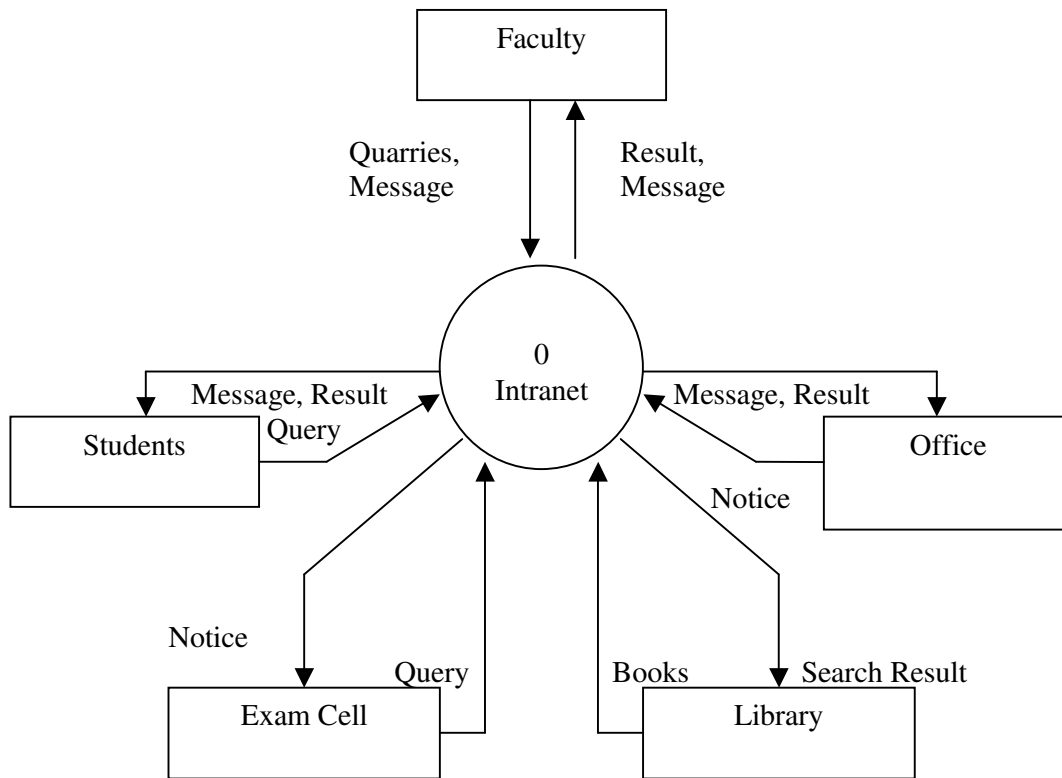 Faculty
Quarries,
Message
Result,
Message
0
Intranet
Message, Result
Query
Students
Message, Result
Office
Notice
Notice
Query
Exam Cell
Books
Search Result
Library